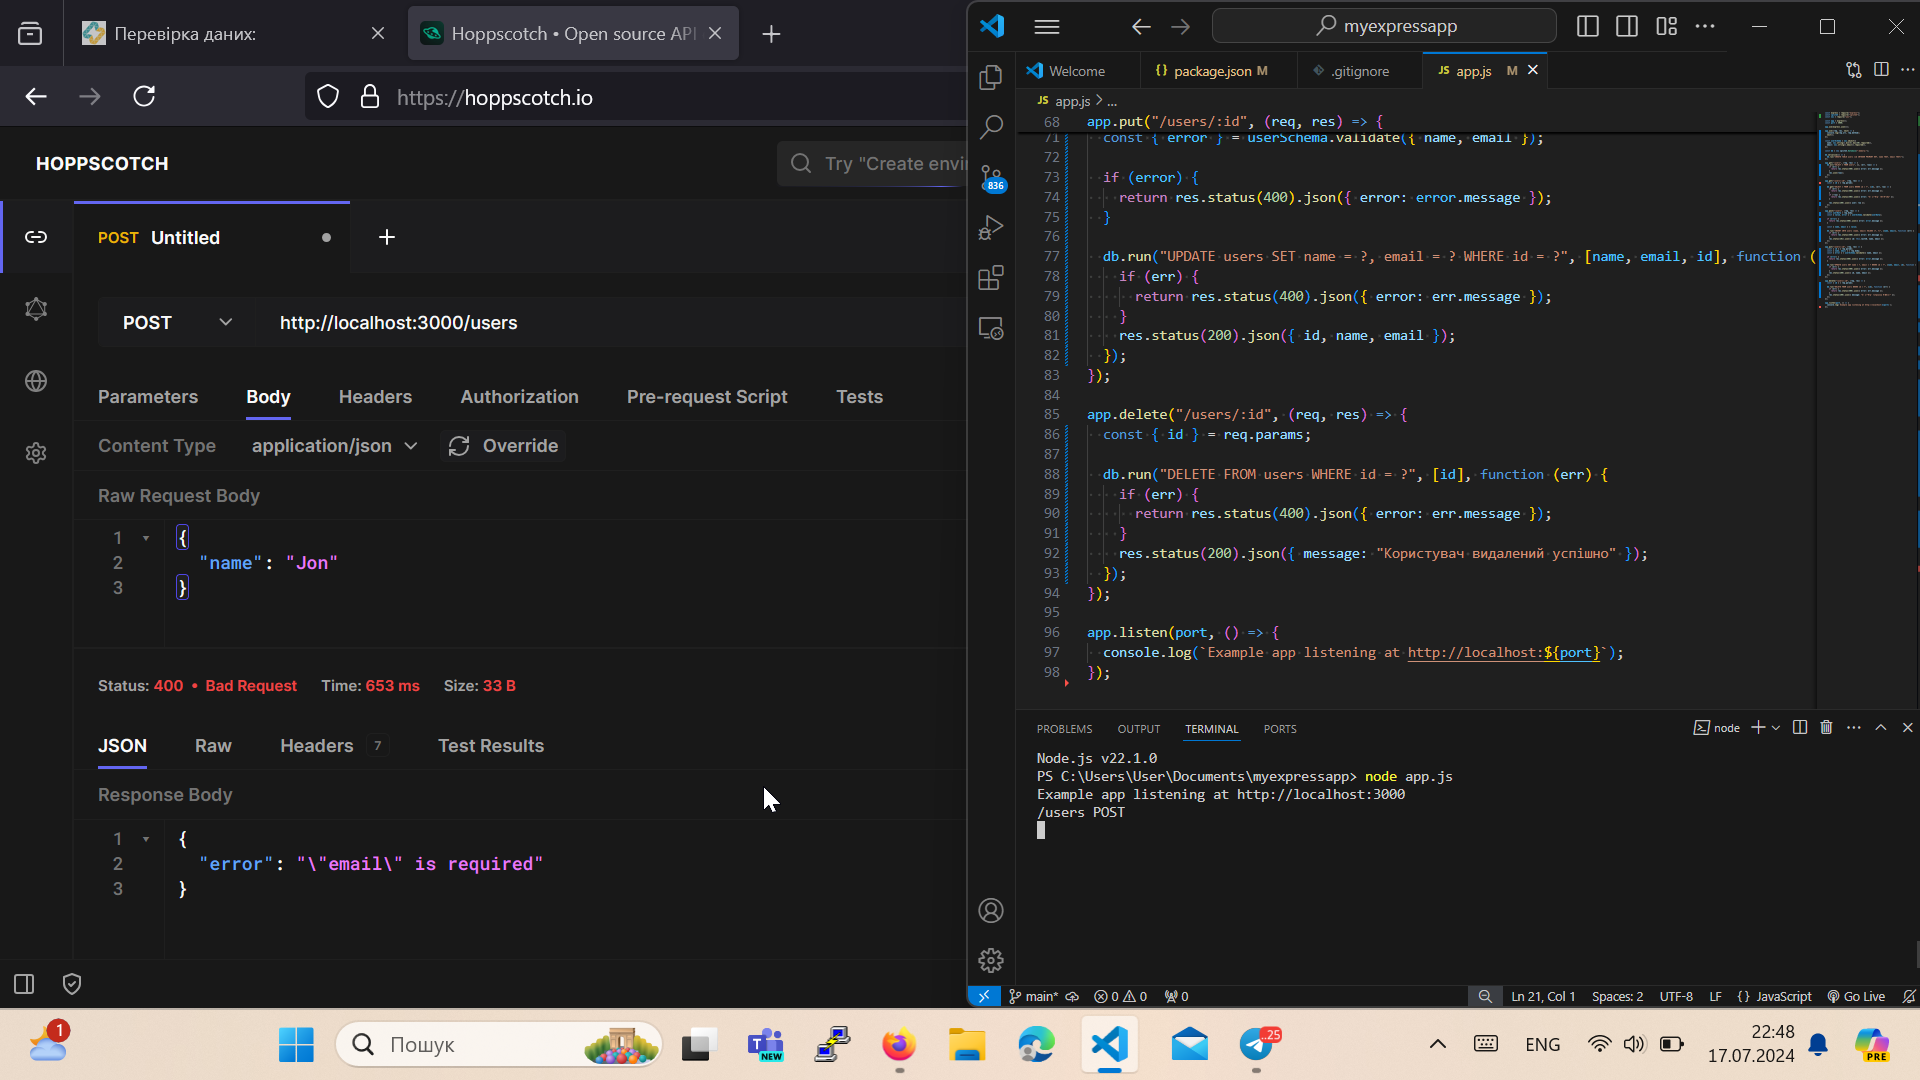 Перевірка даних:
Hoppscotch • Open source API
https://hoppscotch.io
HOPPSCOTCH
Try "Create envi
POST Untitled
POST
http://localhost:3000/users
Parameters
Body
Headers
Authorization
Pre-request Script
Tests
Content Type
application/json
Override
Raw Request Body
1 {
2 "name": "Jon"
3 }
Status: 400 • Bad Request
Time: 653 ms
Size: 33 B
JSON
Raw
Headers 7
Test Results
Response Body
1 {
2 "error": "\"email\" is required"
3 }
myexpressapp
Welcome
{} package.json M
.gitignore
JS app.js M
JS app.js > ...
836
68 app.put("/users/:id", (req, res) => {
71 const { error } = userSchema.validate({ name, email });
72
73 if (error) {
74 return res.status(400).json({ error: error.message });
75 }
76
77 db.run("UPDATE users SET name = ?, email = ? WHERE id = ?", [name, email, id], function (
78 if (err) {
79 return res.status(400).json({ error: err.message });
80 }
81 res.status(200).json({ id, name, email });
82 });
83 });
84
85 app.delete("/users/:id", (req, res) => {
86 const { id } = req.params;
87
88 db.run("DELETE FROM users WHERE id = ?", [id], function (err) {
89 if (err) {
90 return res.status(400).json({ error: err.message });
91 }
92 res.status(200).json({ message: "Користувач видалений успішно" });
93 });
94 });
95
96 app.listen(port, () => {
97 console.log(`Example app listening at http://localhost:${port}`);
98 });
PROBLEMS
OUTPUT
TERMINAL
PORTS
node
Node.js v22.1.0
PS C:\Users\User\Documents\myexpressapp> node app.js
Example app listening at http://localhost:3000
/users POST
main*
0
0
0
Ln 21, Col 1
Spaces: 2
UTF-8
LF
{} JavaScript
Go Live
1
Пошук
NEW
25
ENG
22:48
17.07.2024
PRE